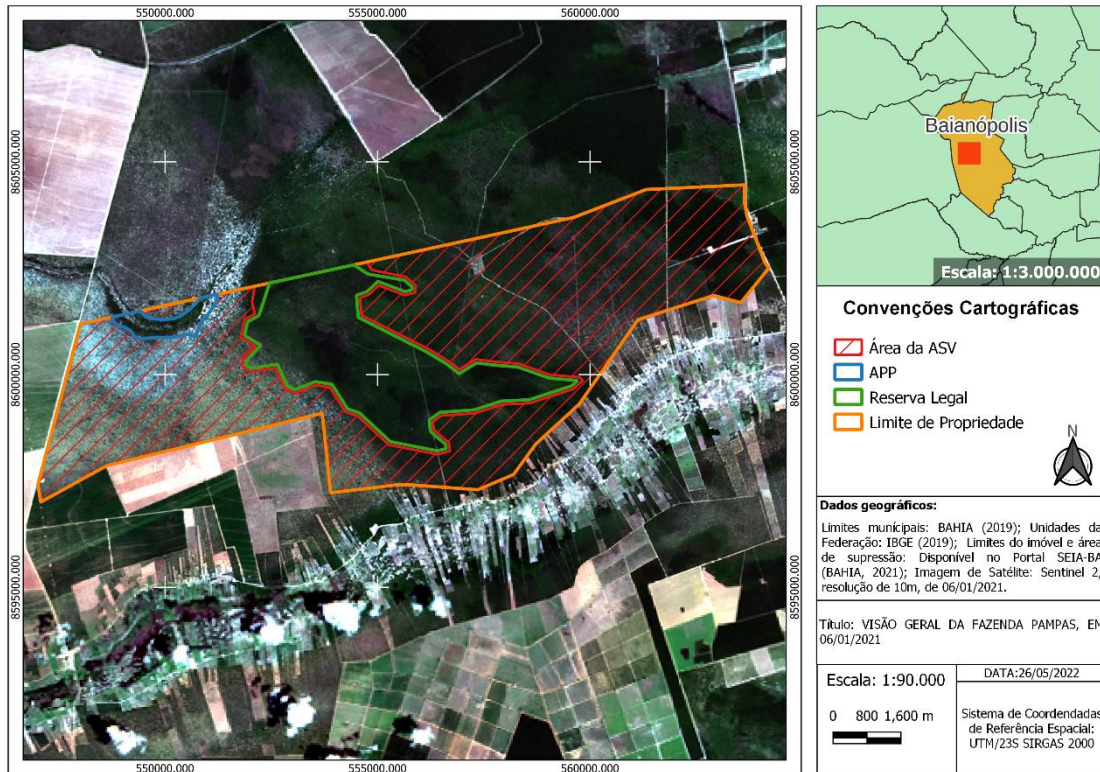 550000.000 555000.000 560000.000
8605000.000 8605000.000
8600000.000 8600000.000
8595000.000 8595000.000
550000.000 555000.000 560000.000
Baianópolis
Escala: 1:3.000.000
Convenções Cartográficas
Área da ASV
APP
Reserva Legal
Limite de Propriedade
N
Dados geográficos:
Limites munícipais: BAHIA (2019); Unidades da
Federação: IBGE (2019); Limites do imóvel e área
de supressão: Disponível no Portal SEIA-BA
(BAHIA, 2021); Imagem de Satélite: Sentinel 2,
resolução de 10m, de 06/01/2021.
Título: VISÃO GERAL DA FAZENDA PAMPAS, EM
06/01/2021
Escala: 1:90.000
0 800 1,600 m
DATA:26/05/2022
Sistema de Coordendadas
de Referência Espacial:
UTM/23S SIRGAS 2000